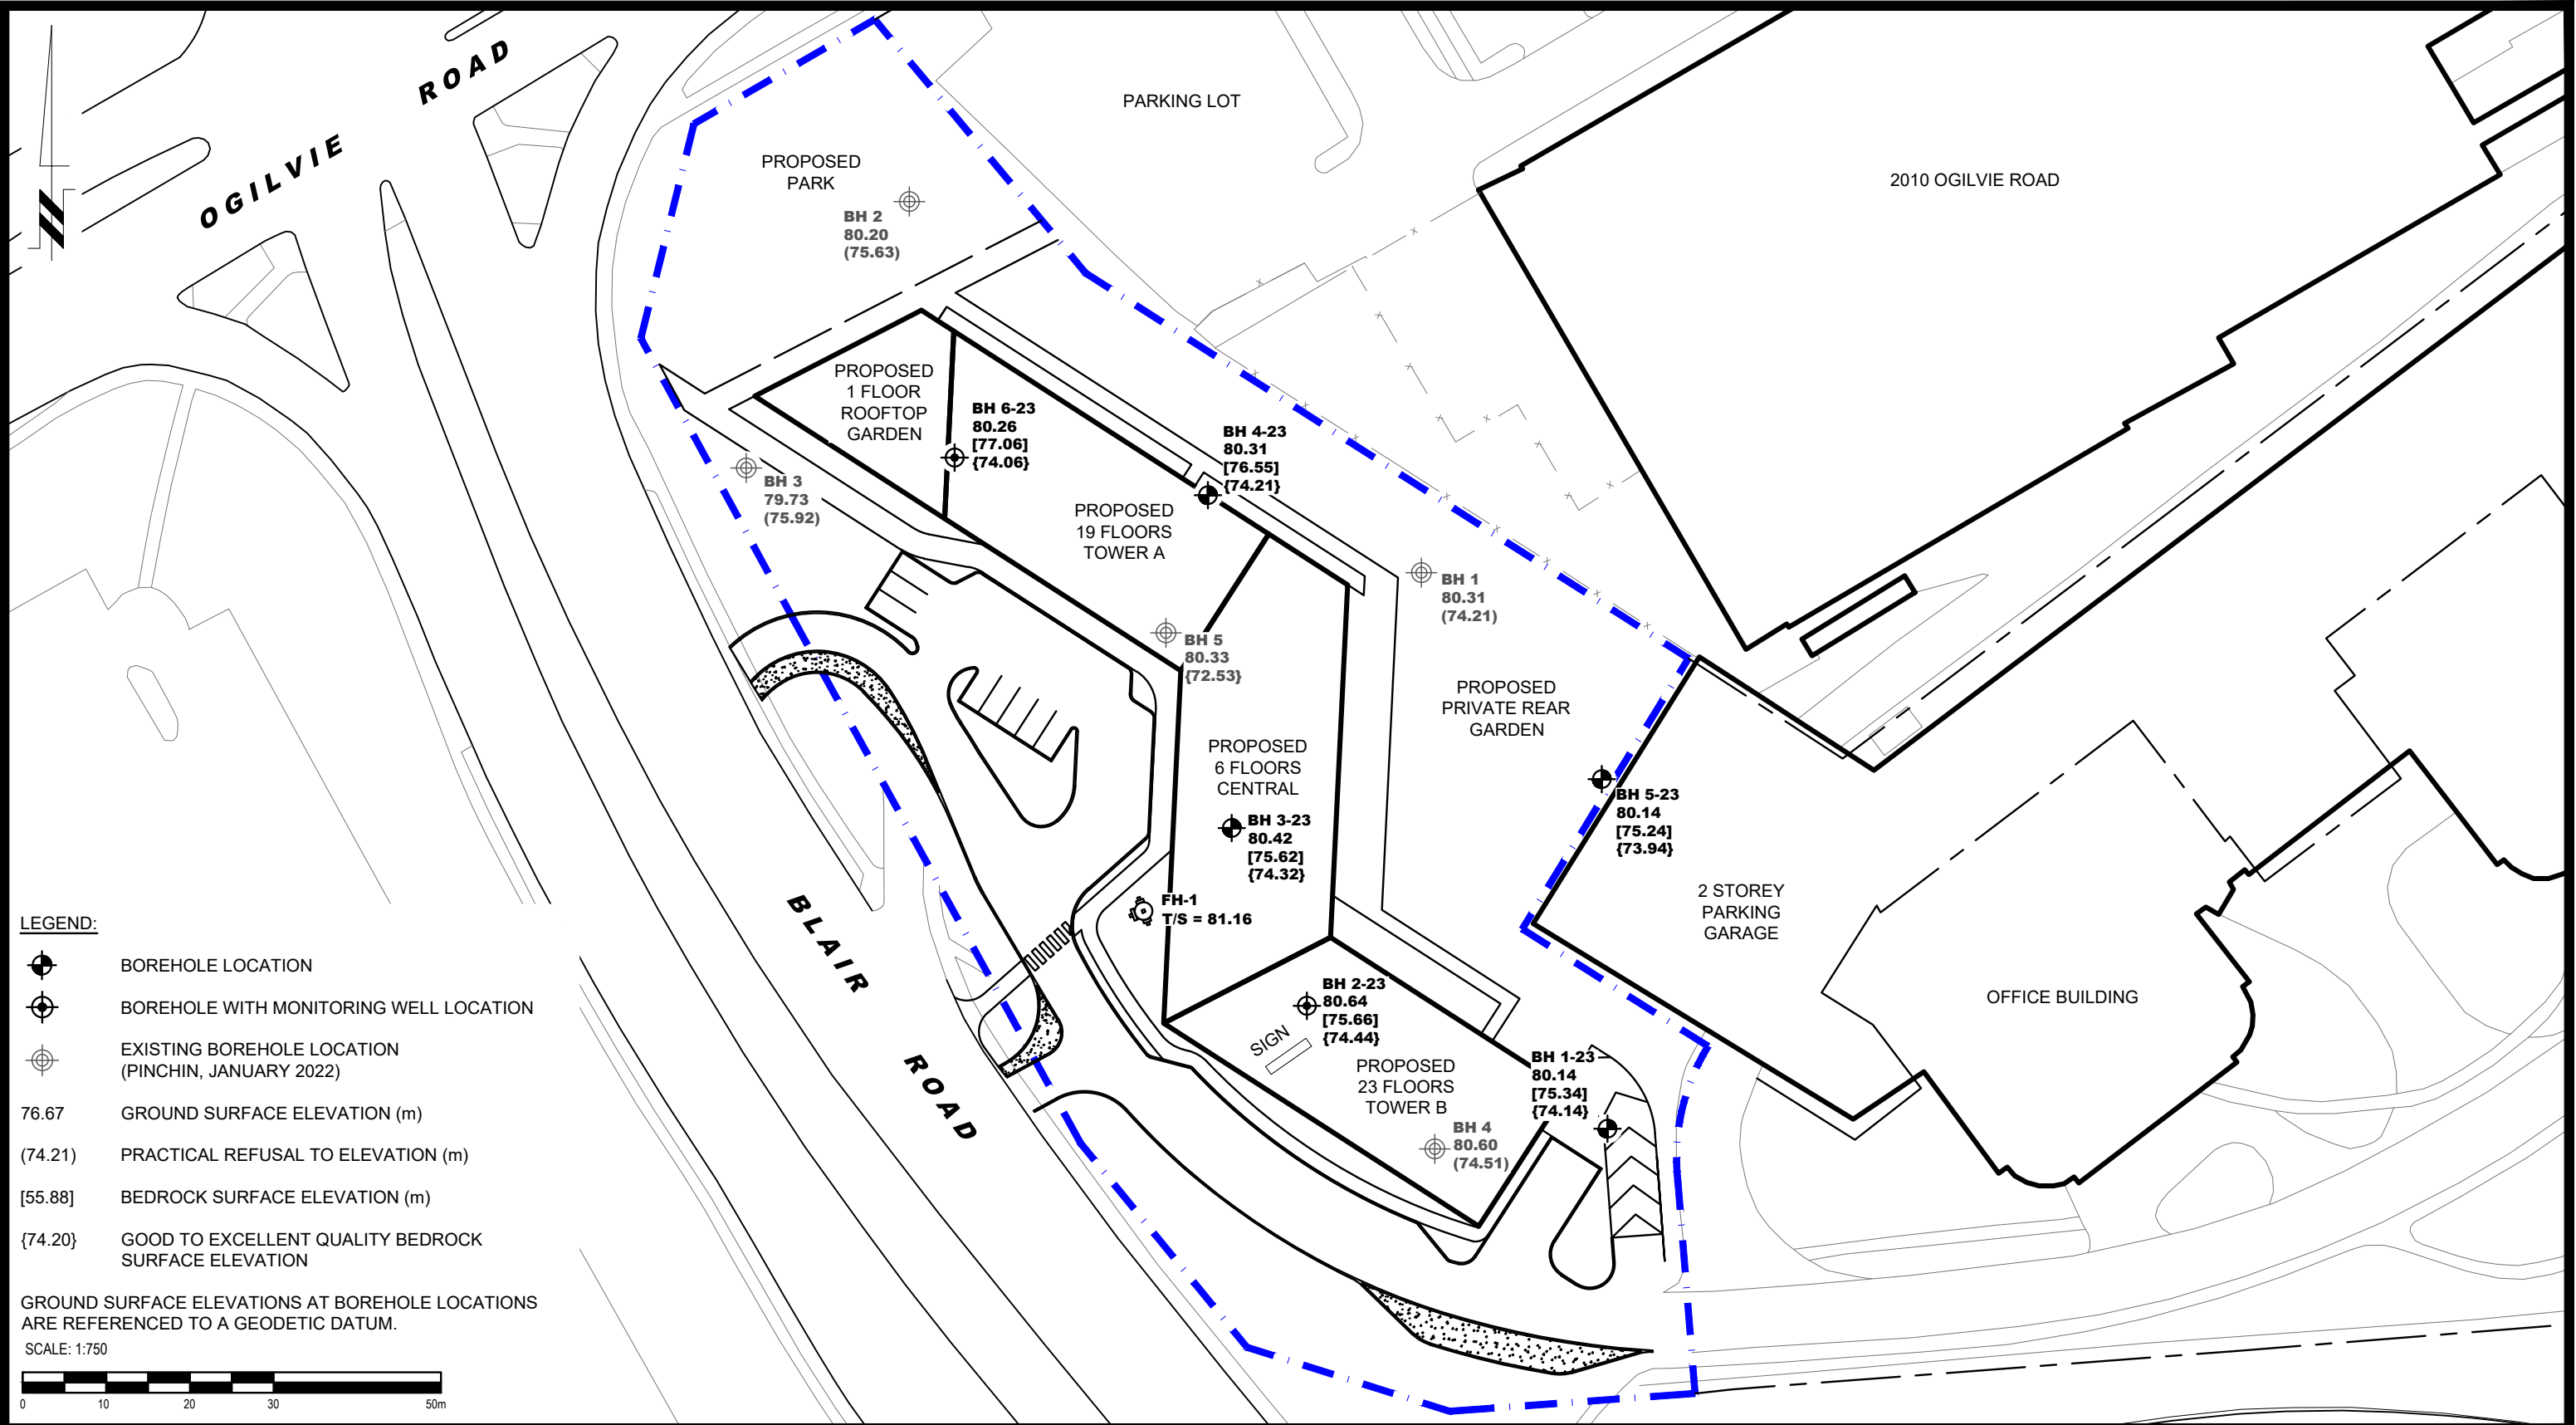 OGILVIE ROAD
PARKING LOT
2010 OGILVIE ROAD
PROPOSED
PARK
BH 2
80.20
(75.63)
PROPOSED
1 FLOOR
ROOFTOP
GARDEN
BH 6-23
80.26
[77.06]
{74.06}
BH 4-23
80.31
[76.55]
{74.21}
BH 3
79.73
(75.92)
PROPOSED
19 FLOORS
TOWER A
BH 1
80.31
(74.21)
BH 5
80.33
{72.53}
PROPOSED
PRIVATE REAR
GARDEN
PROPOSED
6 FLOORS
CENTRAL
BH 5-23
80.14
[75.24]
{73.94}
BH 3-23
80.42
[75.62]
{74.32}
FH-1
T/S = 81.16
2 STOREY
PARKING
GARAGE
OFFICE BUILDING
BLAIR ROAD
BH 2-23
80.64
[75.66]
{74.44}
SIGN
PROPOSED
23 FLOORS
TOWER B
BH 1-23
80.14
[75.34]
{74.14}
BH 4
80.60
(74.51)
LEGEND:
BOREHOLE LOCATION
BOREHOLE WITH MONITORING WELL LOCATION
EXISTING BOREHOLE LOCATION
(PINCHIN, JANUARY 2022)
76.67 GROUND SURFACE ELEVATION (m)
(74.21) PRACTICAL REFUSAL TO ELEVATION (m)
[55.88] BEDROCK SURFACE ELEVATION (m)
{74.20} GOOD TO EXCELLENT QUALITY BEDROCK
SURFACE ELEVATION
GROUND SURFACE ELEVATIONS AT BOREHOLE LOCATIONS
ARE REFERENCED TO A GEODETIC DATUM.
SCALE: 1:750
0 10 20 30 50m